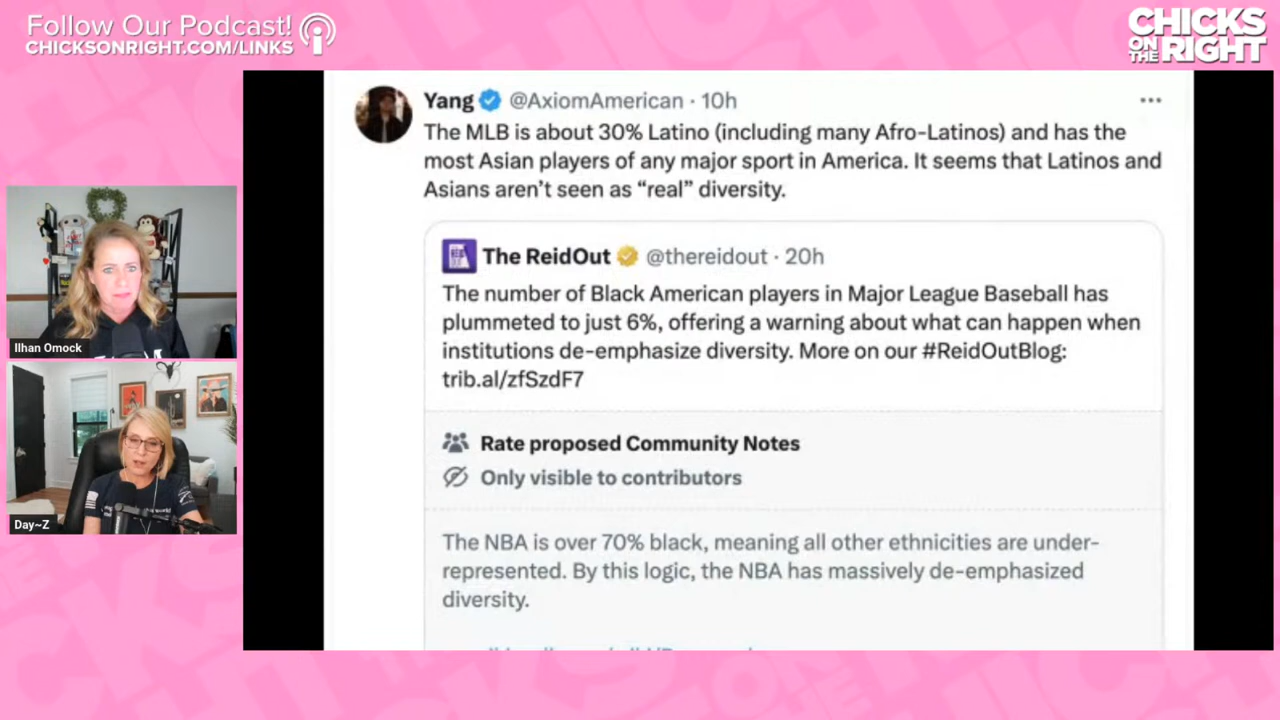 Follow Our Podcast!
CHICKSONRIGHT.COM/LINKS
CHICKS
ON THE RIGHT
Yang @AxiomAmerican · 10h
The MLB is about 30% Latino (including many Afro-Latinos) and has the
most Asian players of any major sport in America. It seems that Latinos and
Asians aren't seen as “real” diversity.
The ReidOut @thereidout · 20h
The number of Black American players in Major League Baseball has
plummeted to just 6%, offering a warning about what can happen when
institutions de-emphasize diversity. More on our #ReidOutBlog:
trib.al/zfSzdF7
Rate proposed Community Notes
Only visible to contributors
The NBA is over 70% black, meaning all other ethnicities are under-
represented. By this logic, the NBA has massively de-emphasized
diversity.
Ilhan Omock
Day~Z